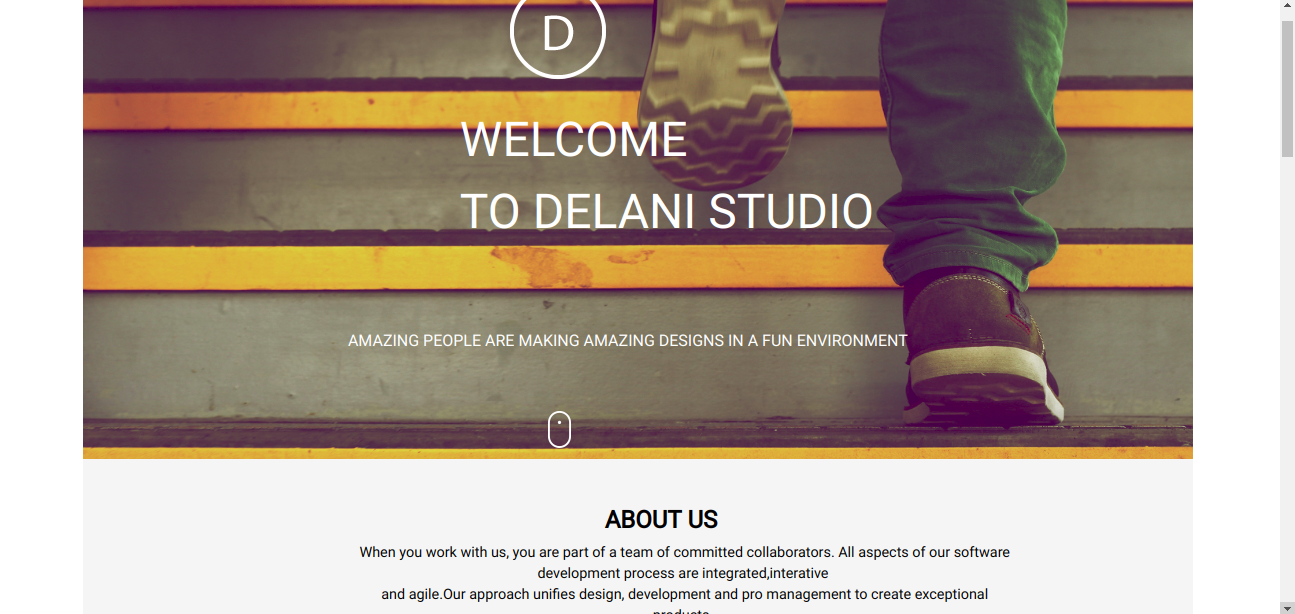 D
WELCOME
TO DELANI STUDIO
AMAZING PEOPLE ARE MAKING AMAZING DESIGNS IN A FUN ENVIRONMENT
ABOUT US
When you work with us, you are part of a team of committed collaborators. All aspects of our software
development process are integrated,interative
and agile.Our approach unifies design, development and pro management to create exceptional
products